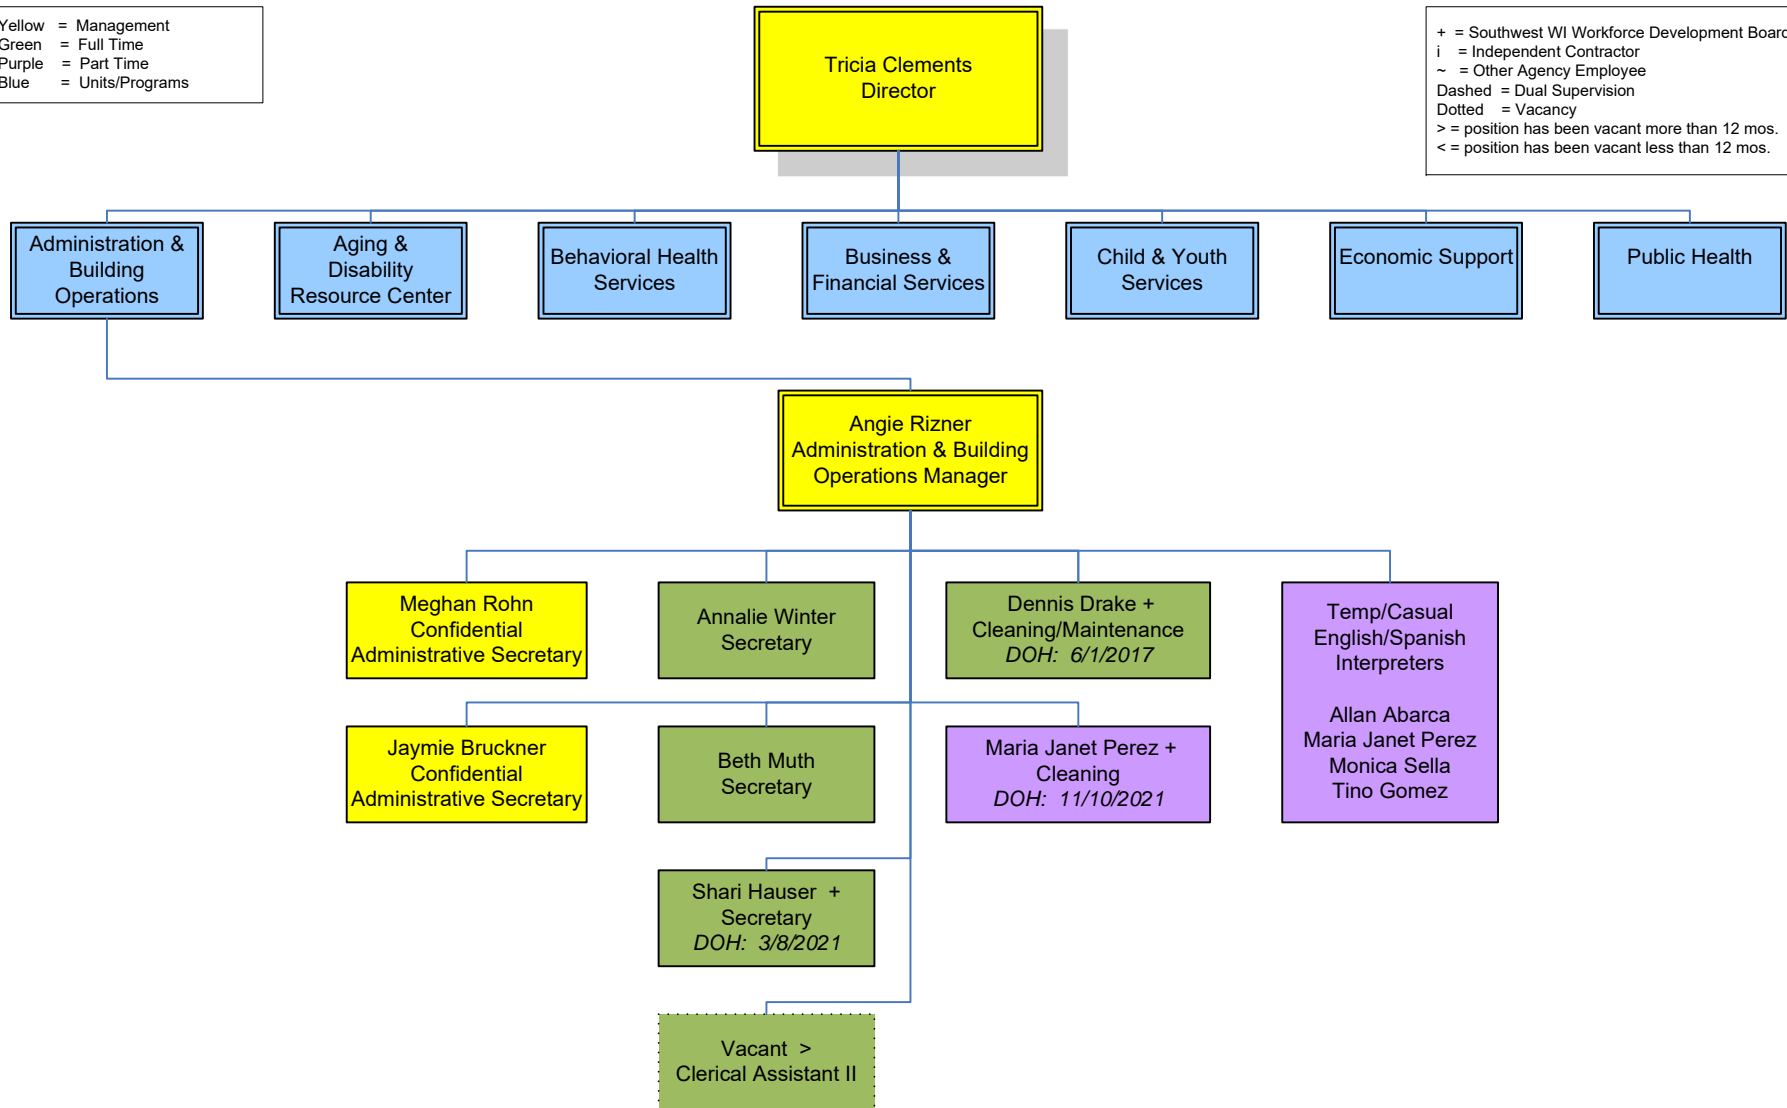 Yellow = Management
Green = Full Time
Purple = Part Time
Blue = Units/Programs
Tricia Clements
Director
+ = Southwest WI Workforce Development Board
i = Independent Contractor
~ = Other Agency Employee
Dashed = Dual Supervision
Dotted = Vacancy
> = position has been vacant more than 12 mos.
< = position has been vacant less than 12 mos.
Administration &
Building
Operations
Aging &
Disability
Resource Center
Behavioral Health
Services
Business &
Financial Services
Child & Youth
Services
Economic Support
Public Health
Angie Rizner
Administration & Building
Operations Manager
Meghan Rohn
Confidential
Administrative Secretary
Annalie Winter
Secretary
Dennis Drake +
Cleaning/Maintenance
DOH: 6/1/2017
Temp/Casual
English/Spanish
Interpreters
Allan Abarca
Maria Janet Perez
Monica Sella
Tino Gomez
Jaymie Bruckner
Confidential
Administrative Secretary
Beth Muth
Secretary
Maria Janet Perez +
Cleaning
DOH: 11/10/2021
Shari Hauser +
Secretary
DOH: 3/8/2021
Vacant >
Clerical Assistant II